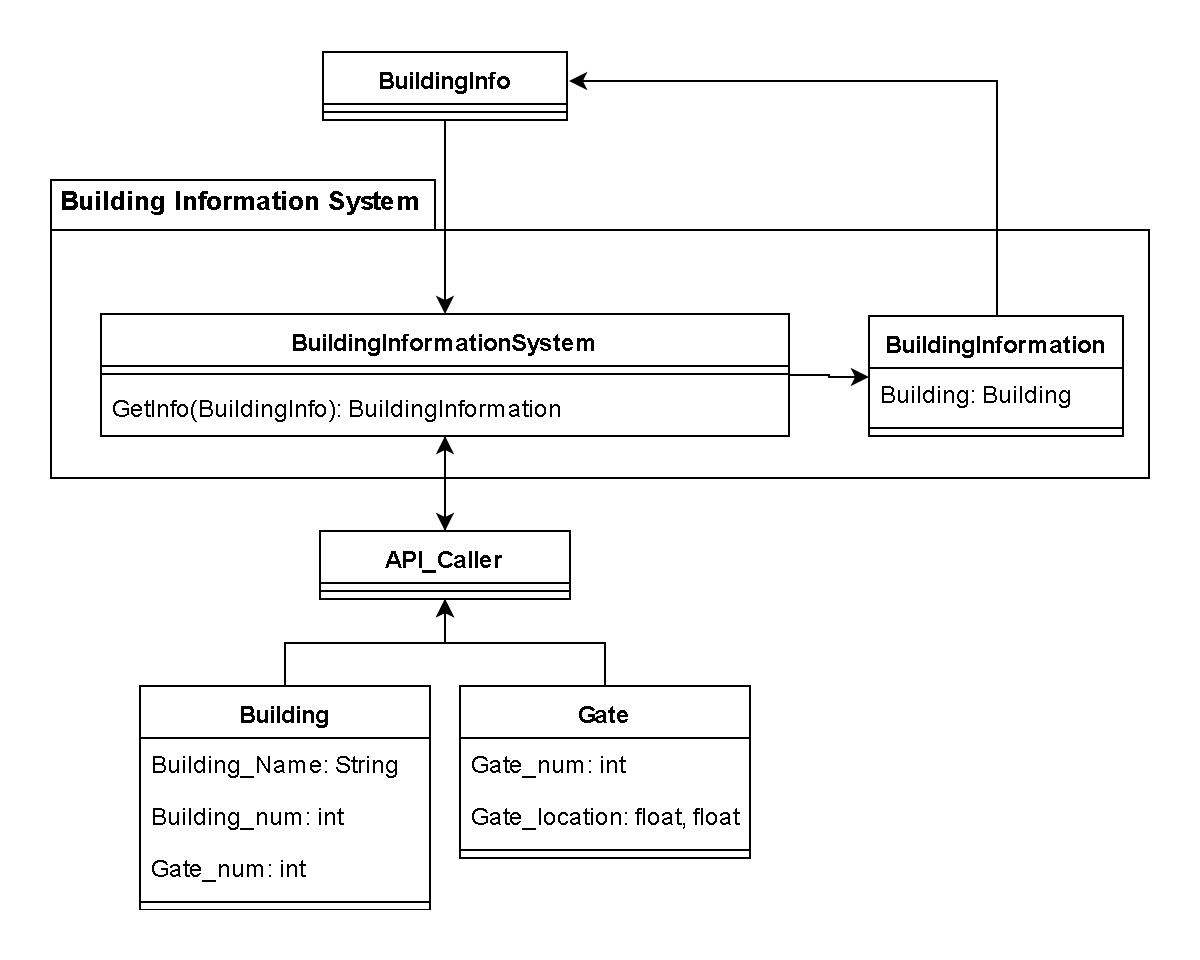 BuildingInfo
Building Information System
BuildingInformationSystem
GetInfo(BuildingInfo): BuildingInformation
BuildingInformation
Building: Building
API_Caller
Building
Building_Name: String
Building_num: int
Gate_num: int
Gate
Gate_num: int
Gate_location: float, float